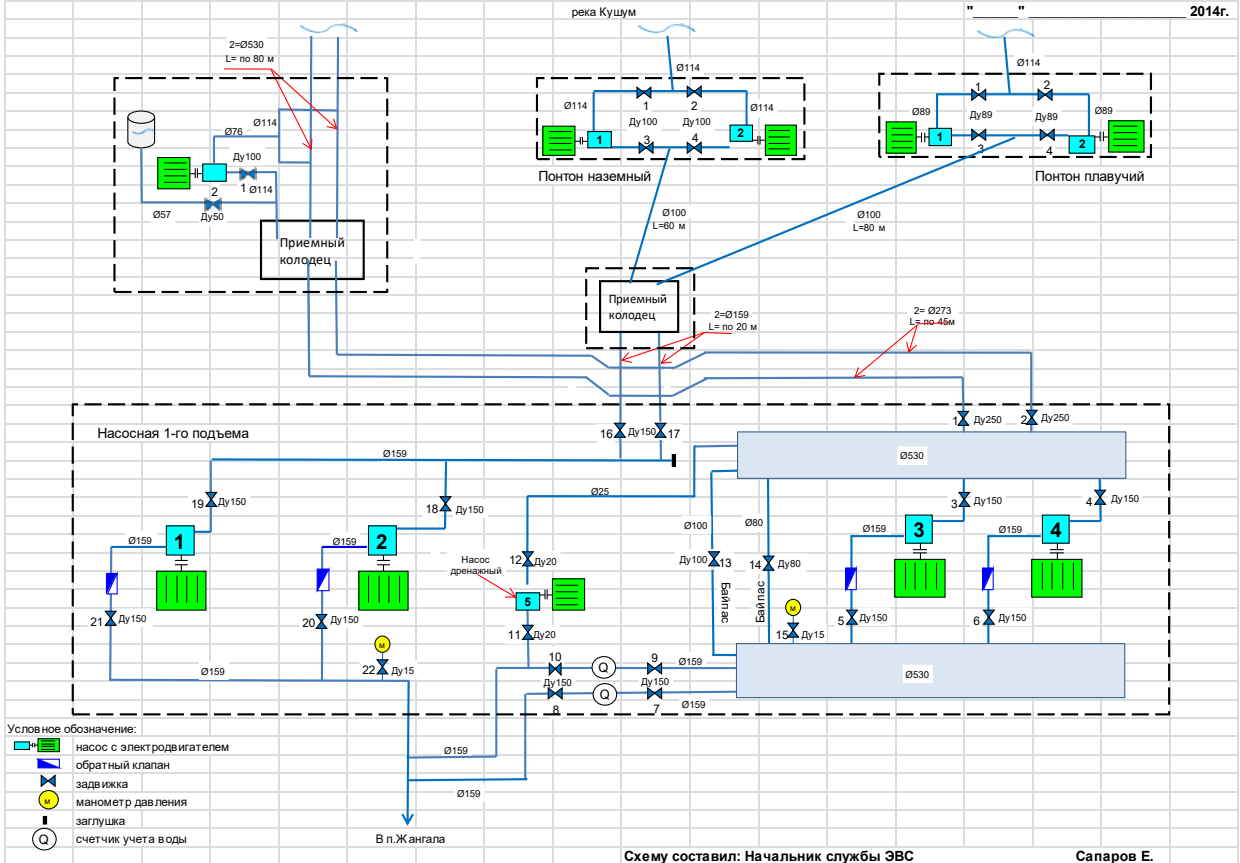 река Кушум
"_____" ______________________ 2014г.
2=Ø530
L= по 80 м
Ø114
Ø76
Ду100
1
Ø114
2
Ду50
Ø57
Приемный
колодец
Ø114
Ø114
1
2
Ø114
Ду100
Ду100
1
3
4
2
Понтон наземный
Ø114
1
2
Ø89
Ду89
Ду89
Ø89
1
3
4
2
Понтон плавучий
Ø100
L=60 м
Ø100
L=80 м
Приемный
колодец
2=Ø159
L= по 20 м
2= Ø273
L= по 45м
Насосная 1-го подъема
16
Ду150
17
1
Ду250
2
Ду250
Ø159
Ø530
19
Ду150
18
Ду150
Ø25
3
Ду150
4
Ду150
Ø159
1
Ø159
2
Ø100
Ø80
Ø159
3
Ø159
4
Насос
дренажный
12
Ду20
Ду100
13
14
Ду80
5
Байпас
Байпас
М
21
Ду150
20
Ду150
11
Ду20
15
Ду15
5
Ду150
6
Ду150
М
22
Ду15
Ø159
10
Q
9
Ø159
Ду150
Ду150
Ø530
8
Q
7
Ø159
Условное обозначение:
насос с электродвигателем
обратный клапан
задвижка
М
манометр давления
заглушка
Q
счетчик учета воды
Ø159
Ø159
В п.Жангала
Схему составил: Начальник службы ЭВС
Сапаров Е.